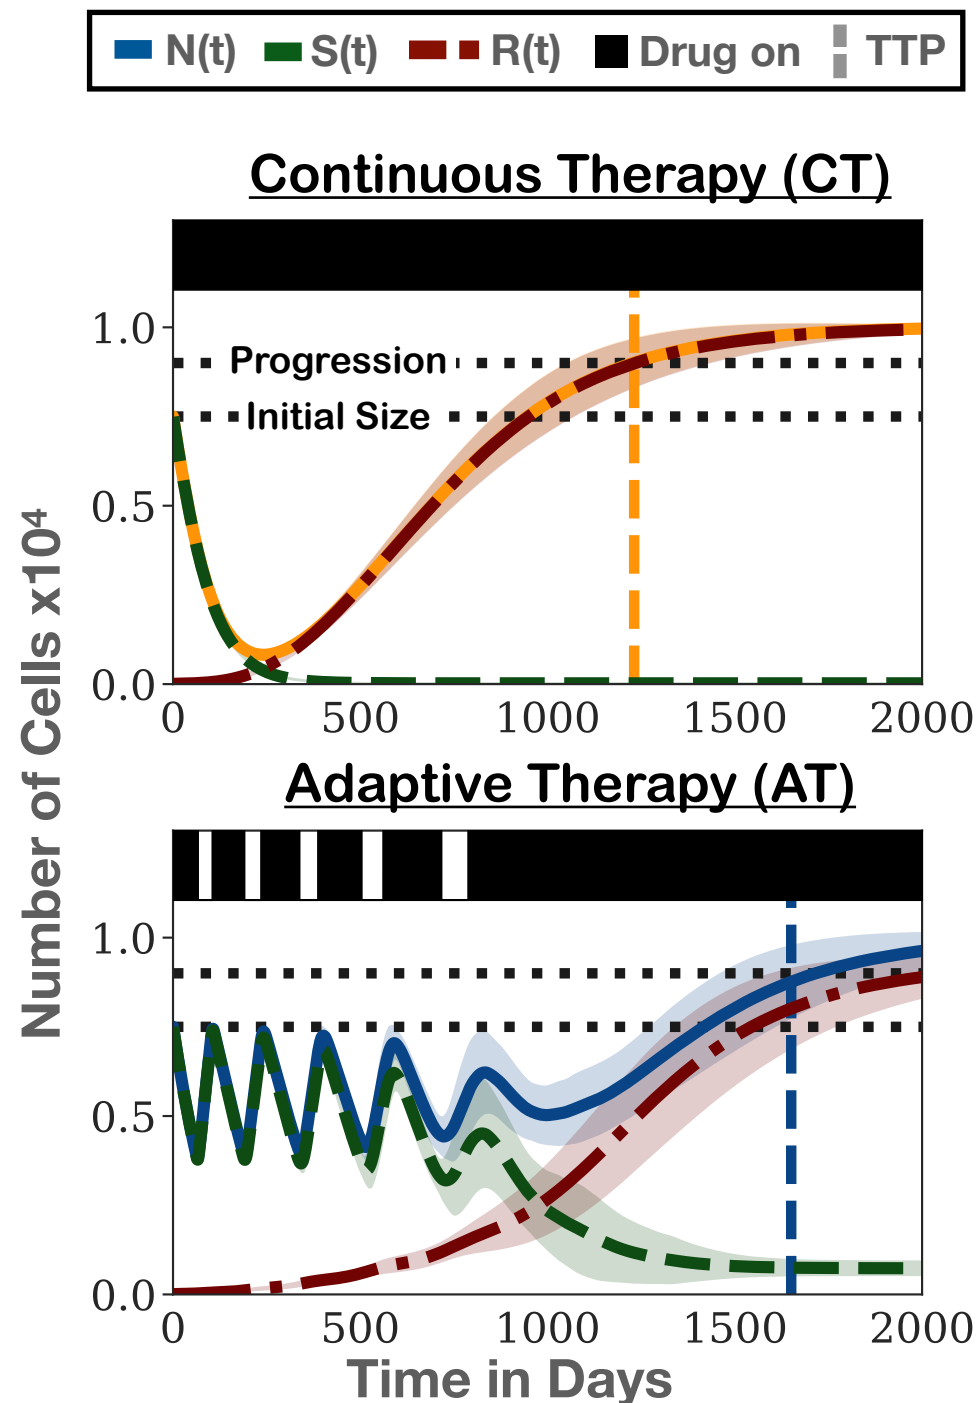 N(t) S(t) R(t) Drug on TTP
Continuous Therapy (CT)
1.0
Progression
Initial Size
0.5
0.0
0 500 1000 1500 2000
Number of Cells x10⁴
Adaptive Therapy (AT)
1.0
0.5
0.0
0 500 1000 1500 2000
Time in Days